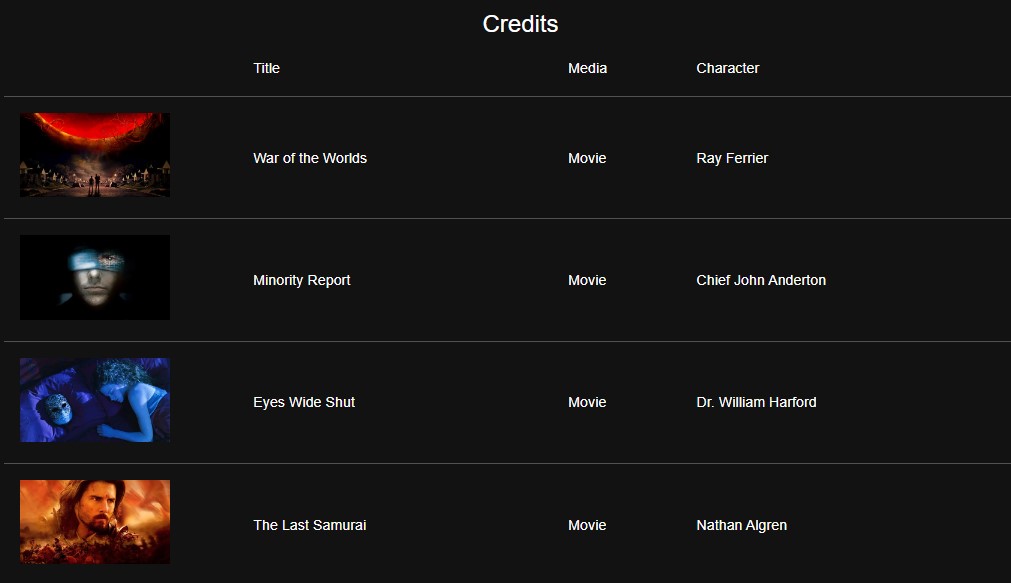 Credits
Title Media Character
War of the Worlds Movie Ray Ferrier
Minority Report Movie Chief John Anderton
Eyes Wide Shut Movie Dr. William Harford
The Last Samurai Movie Nathan Algren